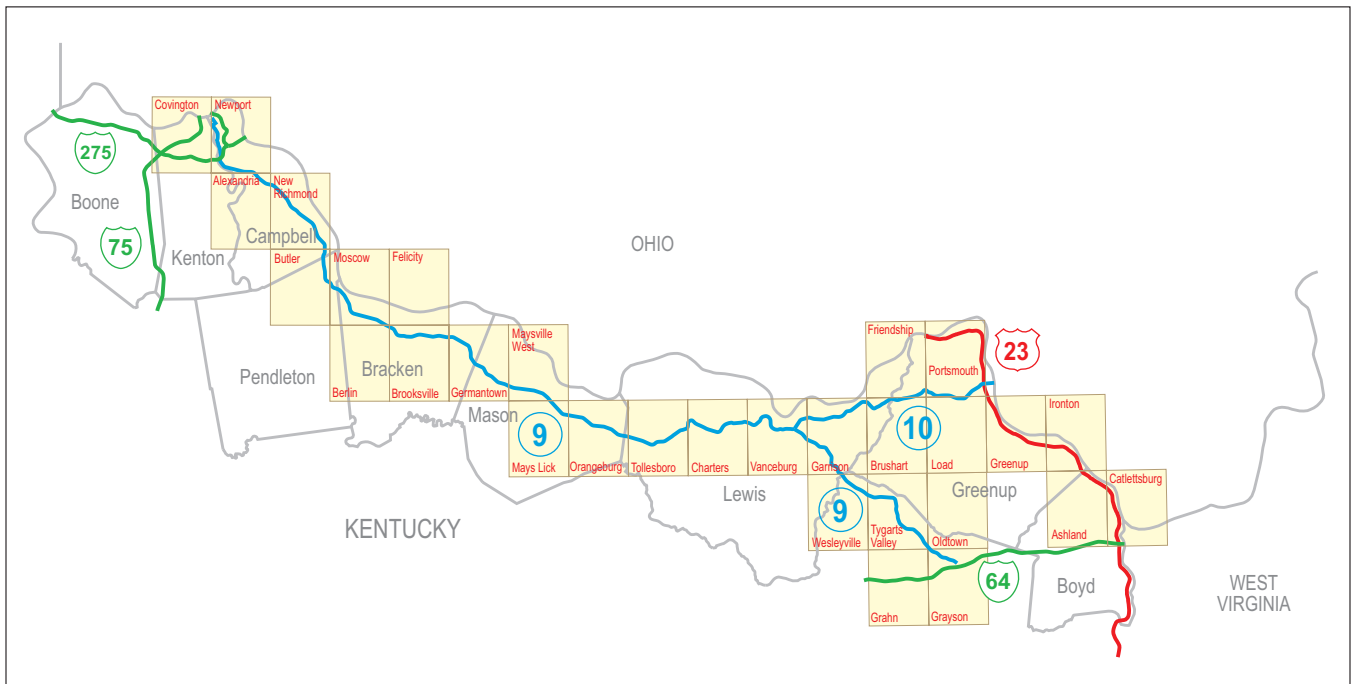 Covington
Newport
275
Boone
Alexandria
New
Richmond
75
Kenton
Campbell
OHIO
Butler
Moscow
Felicity
Pendleton
Bracken
Berlin
Brooksville
Germantown
Maysville
West
Mason
9
Mays Lick
Orangeburg
Tollesboro
Charters
Vanceburg
Garrison
Friendship
Portsmouth
23
10
Brushart
Load
Greenup
Ironton
Lewis
KENTUCKY
9
Wesleyville
Tygarts
Valley
Oldtown
Greenup
Ashland
Catlettsburg
64
Boyd
Grahn
Grayson
WEST
VIRGINIA